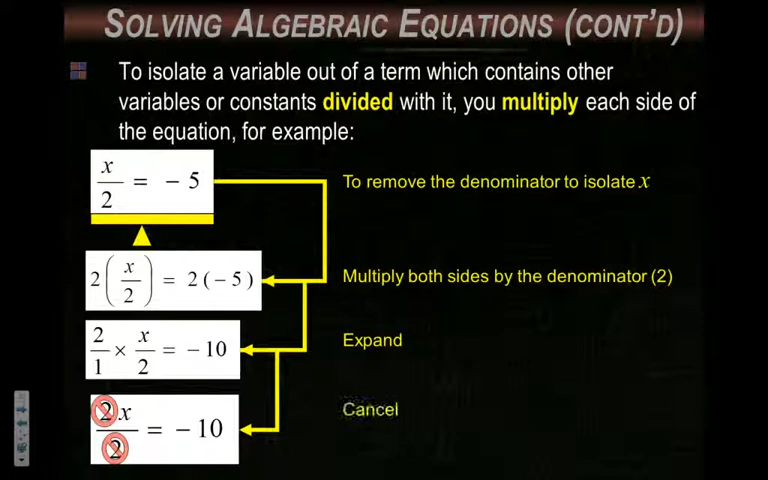 SOLVING ALGEBRAIC EQUATIONS (CONT'D)
To isolate a variable out of a term which contains other
variables or constants divided with it, you multiply each side of
the equation, for example:
x/2 = - 5
To remove the denominator to isolate x
2(x/2) = 2(-5)
Multiply both sides by the denominator (2)
2/1 × x/2 = -10
Expand
2x/2 = -10
Cancel